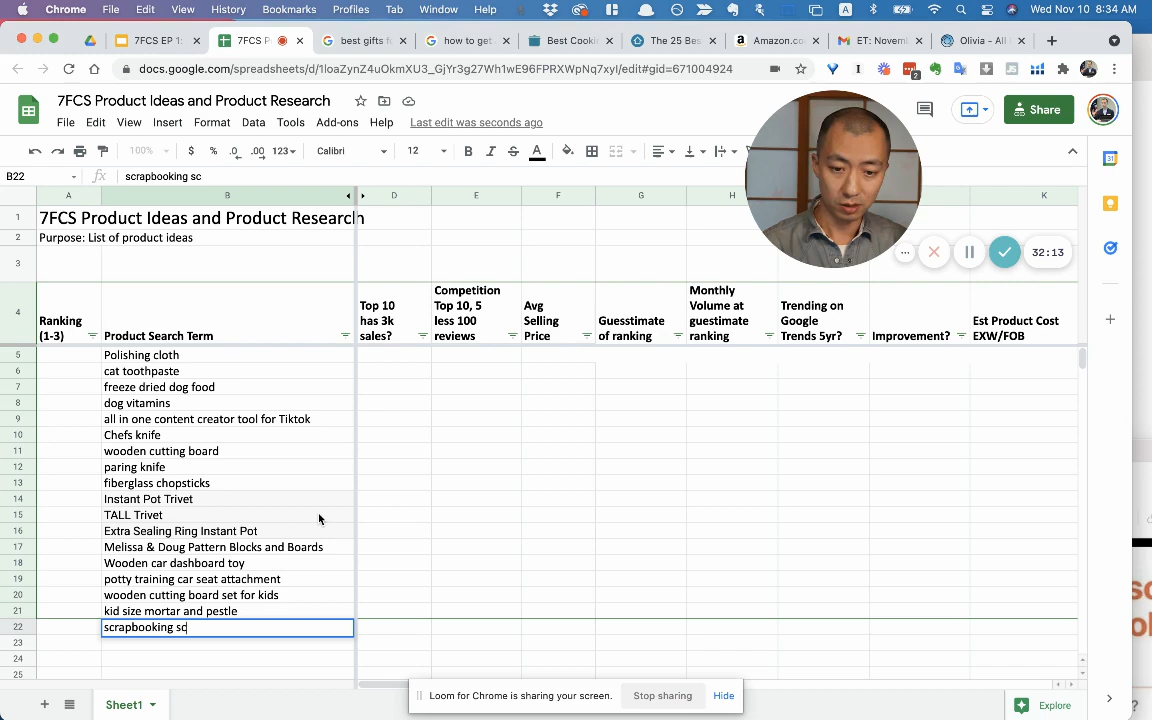 Chrome File Edit View History Bookmarks Profiles Tab Window Help Wed Nov 10 8:34 AM
7FCS EP 1: 7FCS P best gifts f how to get Best Cooki The 25 Bes Amazon.co ET: Novem Olivia - All
docs.google.com/spreadsheets/d/1loaZynZ4uOkmXU3_GjYr3g27Wh1wE96FPRXWpNq7xyI/edit#gid=671004924
7FCS Product Ideas and Product Research
File Edit View Insert Format Data Tools Add-ons Help Last edit was seconds ago
Share
100% $ % .0 .00 123 Calibri 12 B I S A
B22 fx scrapbooking sc
A B D E F G H K
1 7FCS Product Ideas and Product Research
2 Purpose: List of product ideas
32:13
3
4
Ranking
(1-3)
Product Search Term
Top 10
has 3k
sales?
Competition
Top 10, 5
less 100
reviews
Avg
Selling
Price
Guesstimate
of ranking
Monthly
Volume at
guestimate
ranking
Trending on
Google
Trends 5yr?
Improvement?
Est Product Cost
EXW/FOB
5 Polishing cloth
6 cat toothpaste
7 freeze dried dog food
8 dog vitamins
9 all in one content creator tool for Tiktok
10 Chefs knife
11 wooden cutting board
12 paring knife
13 fiberglass chopsticks
14 Instant Pot Trivet
15 TALL Trivet
16 Extra Sealing Ring Instant Pot
17 Melissa & Doug Pattern Blocks and Boards
18 Wooden car dashboard toy
19 potty training car seat attachment
20 wooden cutting board set for kids
21 kid size mortar and pestle
22 scrapbooking sc
23
24
25
Loom for Chrome is sharing your screen. Stop sharing Hide
Sheet1 Explore